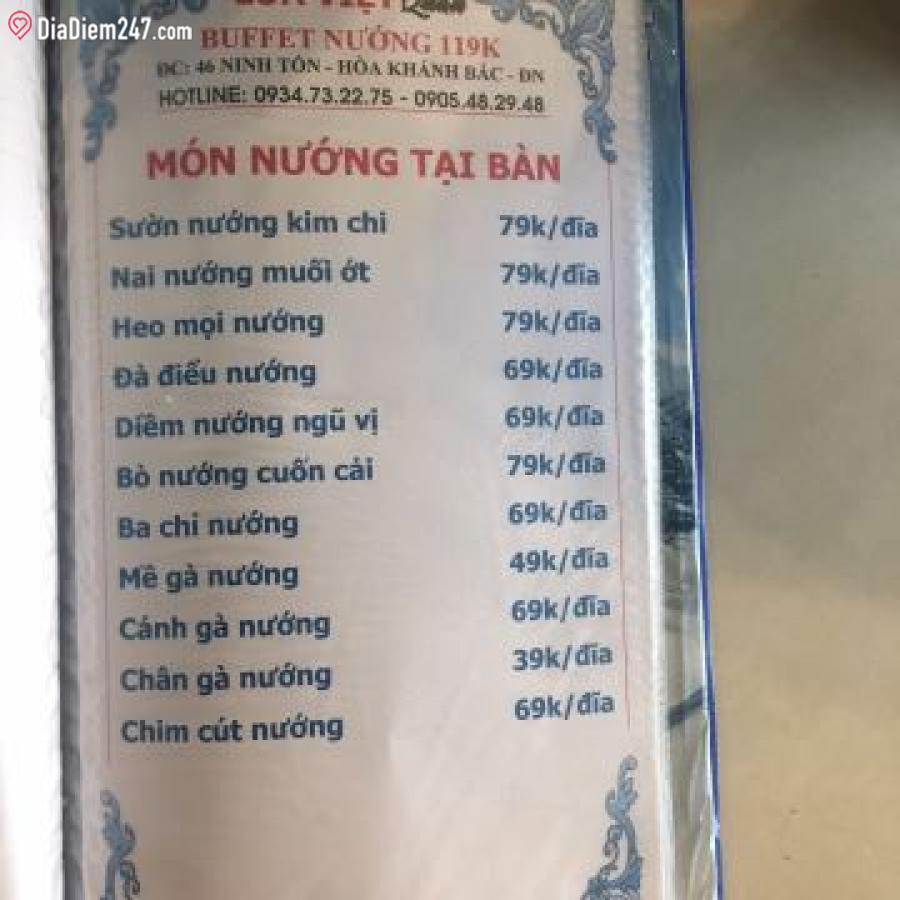 DiaDiem247.com
VIỆT Quán
BUFFET NƯỚNG 119K
ĐC: 46 NINH TỐN - HÒA KHÁNH BẮC - ĐN
HOTLINE: 0934.73.22.75 - 0905.48.29.48
MÓN NƯỚNG TẠI BÀN
Sườn nướng kim chi 79k/đĩa
Nai nướng muối ớt 79k/đĩa
Heo mọi nướng 79k/đĩa
Đà điểu nướng 69k/đĩa
Diềm nướng ngũ vị 69k/đĩa
Bò nướng cuốn cải 79k/đĩa
Ba chi nướng 69k/đĩa
Mề gà nướng 49k/đĩa
Cánh gà nướng 69k/đĩa
Chân gà nướng 39k/đĩa
Chim cút nướng 69k/đĩa